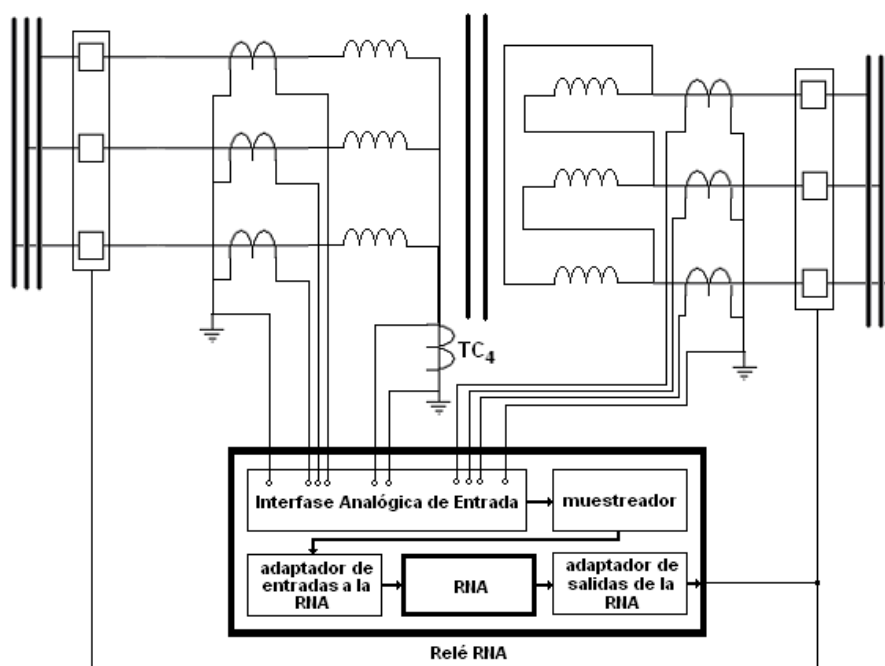 TC4
Interfase Analógica de Entrada
muestreador
adaptador de
entradas a la
RNA
RNA
adaptador de
salidas de la
RNA
Relé RNA